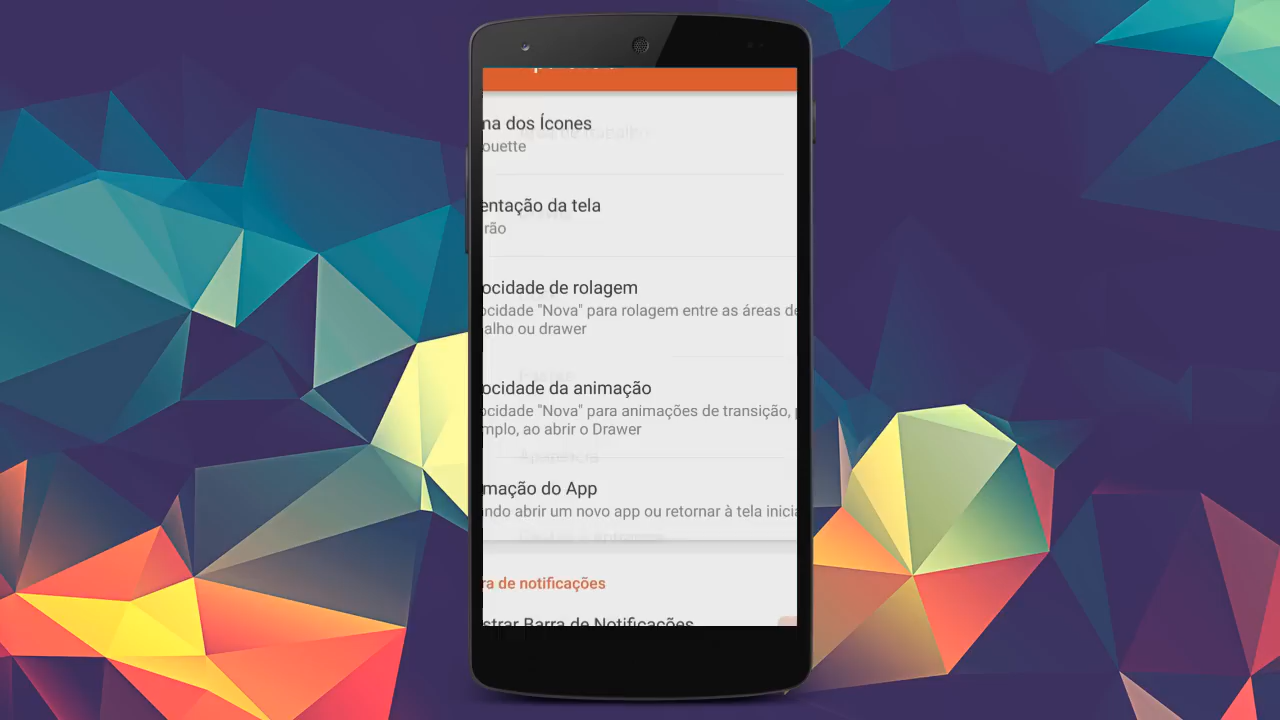 ma dos Ícones
ouette
entação da tela
rão
ocidade de rolagem
ocidade "Nova" para rolagem entre as áreas de
alho ou drawer
ocidade da animação
ocidade "Nova" para animações de transição, p
mplo, ao abrir o Drawer
Aparência
mação do App
ndo abrir um novo app ou retornar à tela inicia
ra de notificações
strar Barra de Notificações